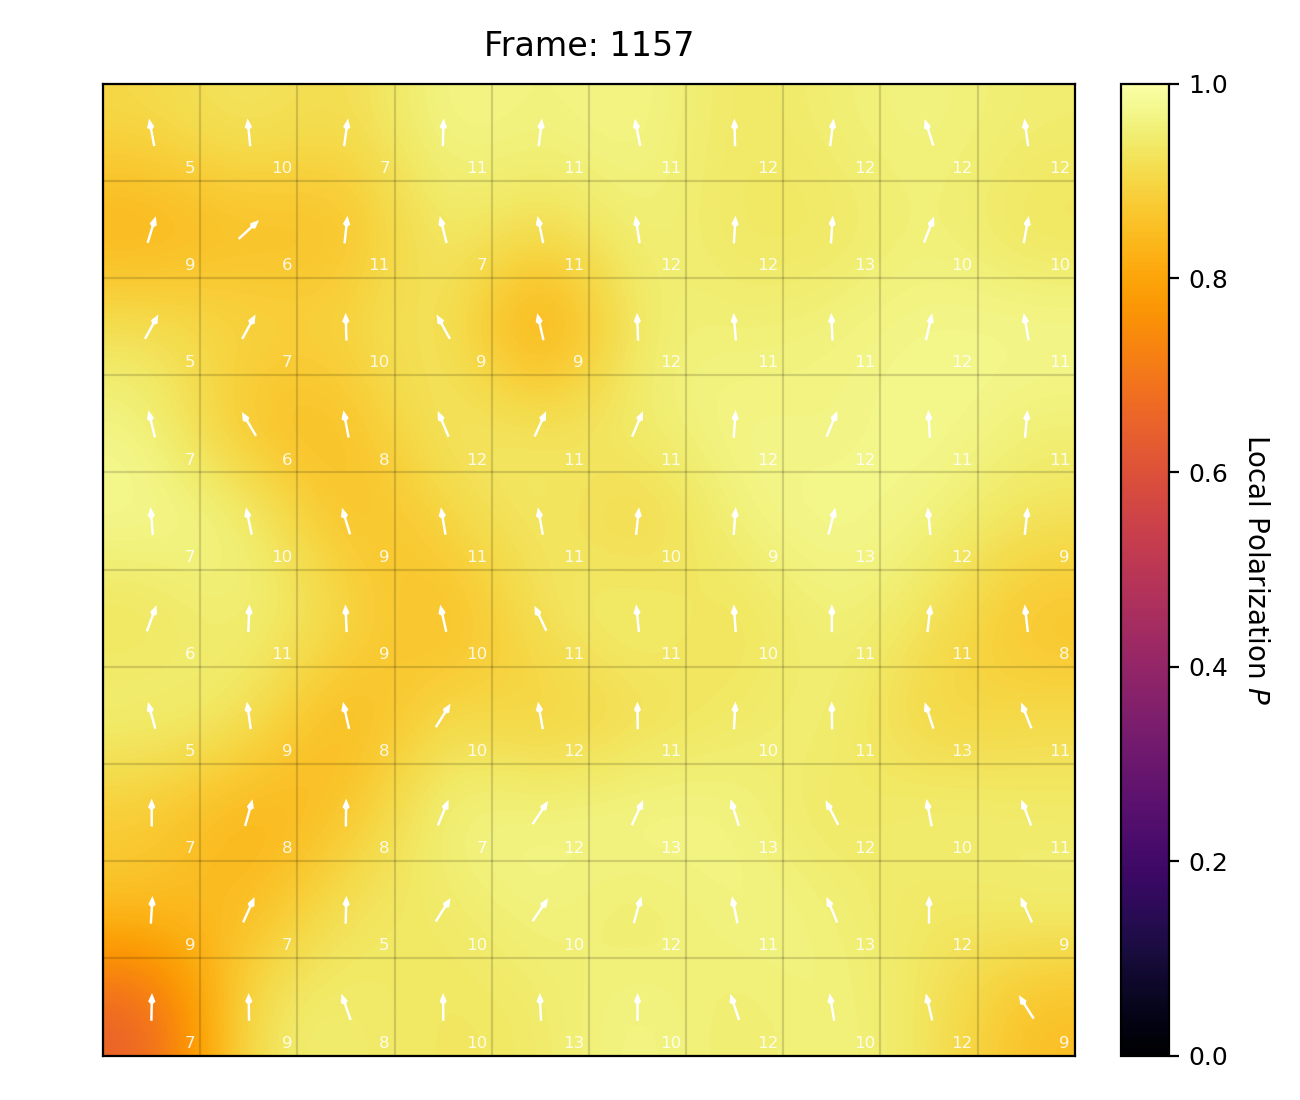 Frame: 1157
5 10 7 11 11 11 12 12 12 12
9 6 11 7 11 12 12 13 10 10
5 7 10 9 9 12 11 11 12 11
7 6 8 12 11 11 12 12 11 11
7 10 9 11 11 10 9 13 12 9
6 11 9 10 11 11 10 11 11 8
5 9 8 10 12 11 10 11 13 11
7 8 8 7 12 13 13 12 10 11
9 7 5 10 10 12 11 13 12 9
7 9 8 10 13 10 12 10 12 9
1.0
0.8
0.6
0.4
0.2
0.0
Local Polarization P